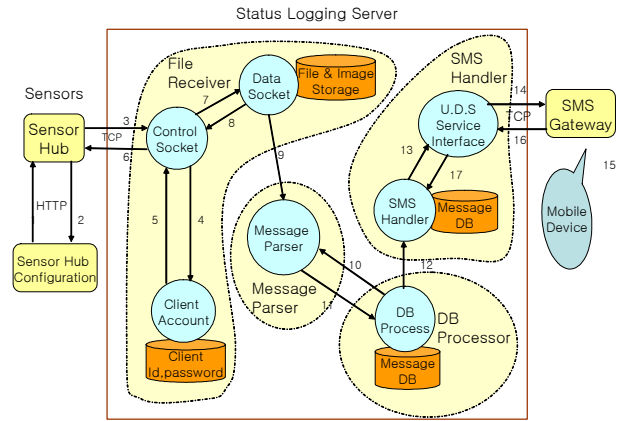 Status Logging Server
File
Receiver
Data
Socket
File & Image
Storage
SMS
Handler
14
Sensors
3
7
8
U.D.S
Service
Interface
TCP
SMS
Gateway
Sensor
Hub
TCP
6
Control
Socket
9
13
16
17
15
HTTP
2
5
4
Message
Parser
SMS
Handler
Message
DB
Mobile
Device
Sensor Hub
Configuration
10
12
Message
Parser
11
Client
Account
DB
Process
DB
Processor
Client
Id,password
Message
DB